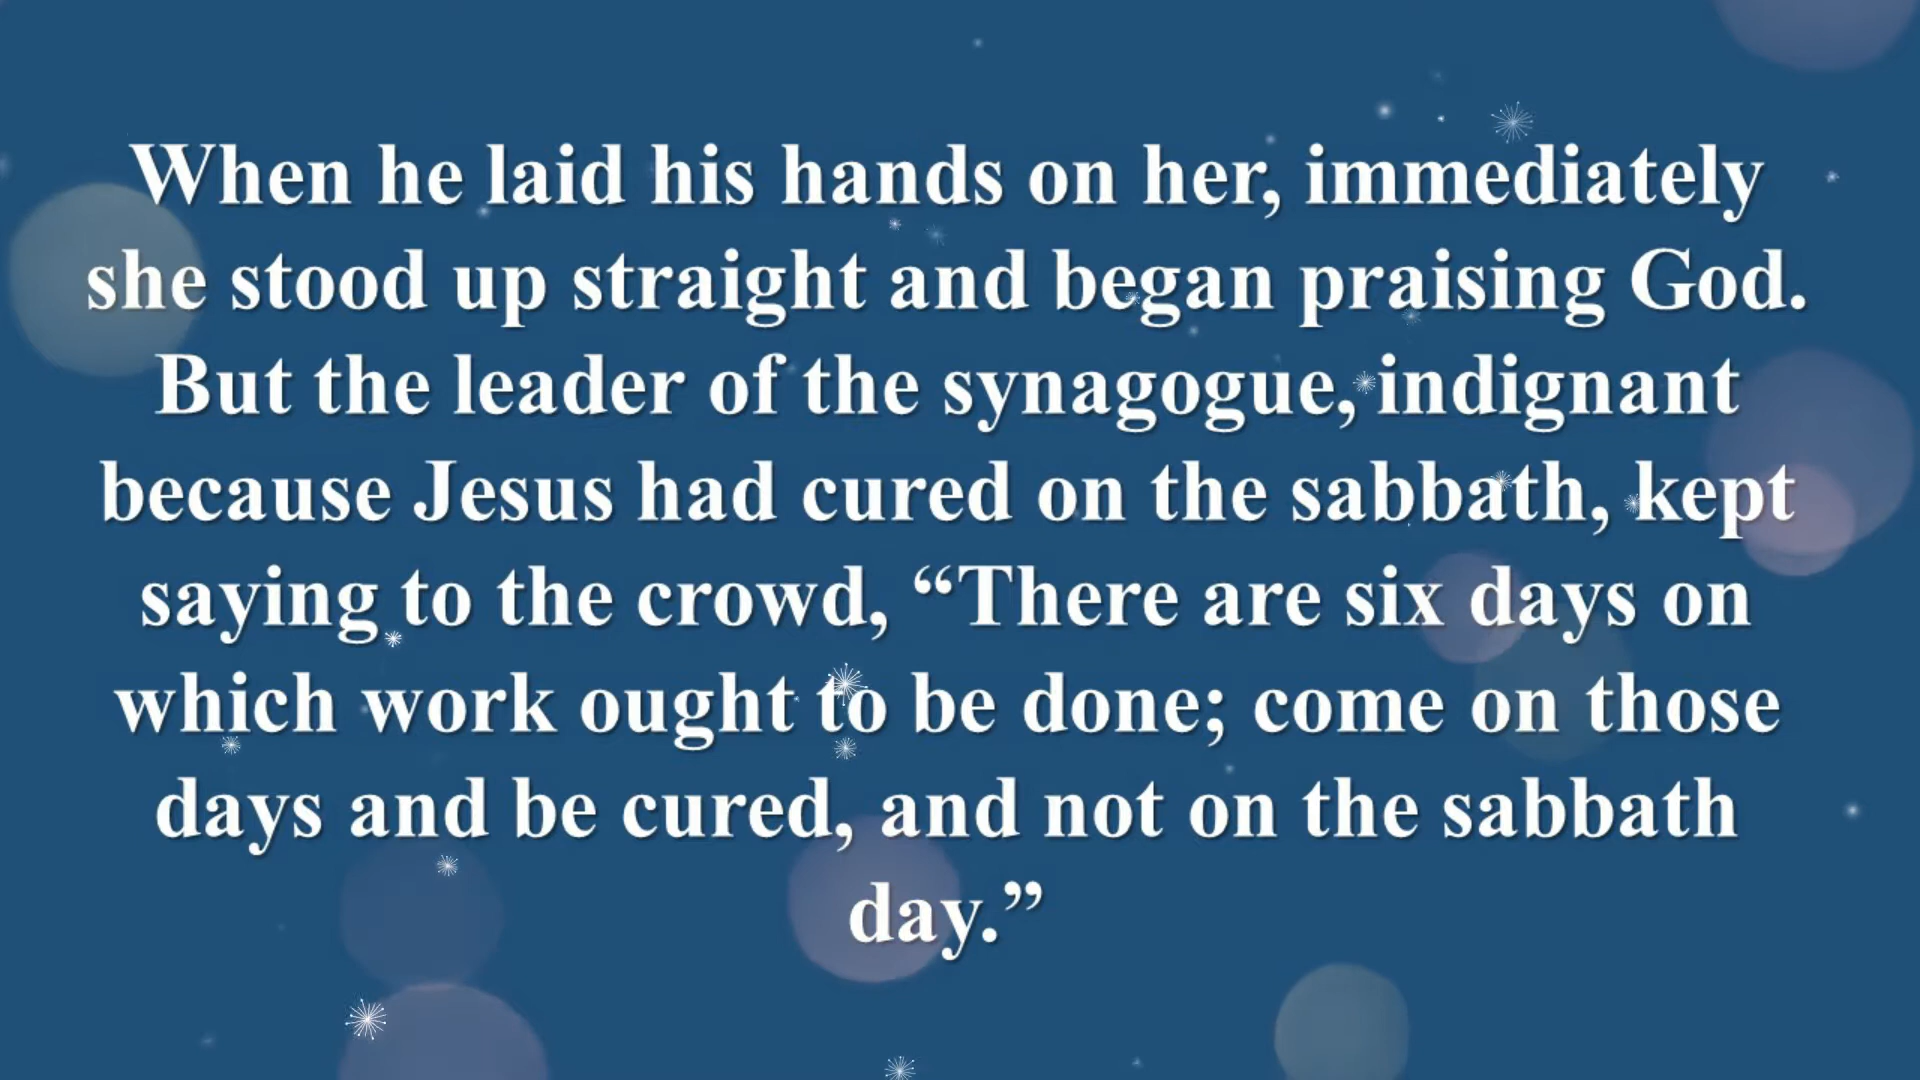 When he laid his hands on her, immediately
she stood up straight and began praising God.
But the leader of the synagogue, indignant
because Jesus had cured on the sabbath, kept
saying to the crowd, “There are six days on
which work ought to be done; come on those
days and be cured, and not on the sabbath
day.”